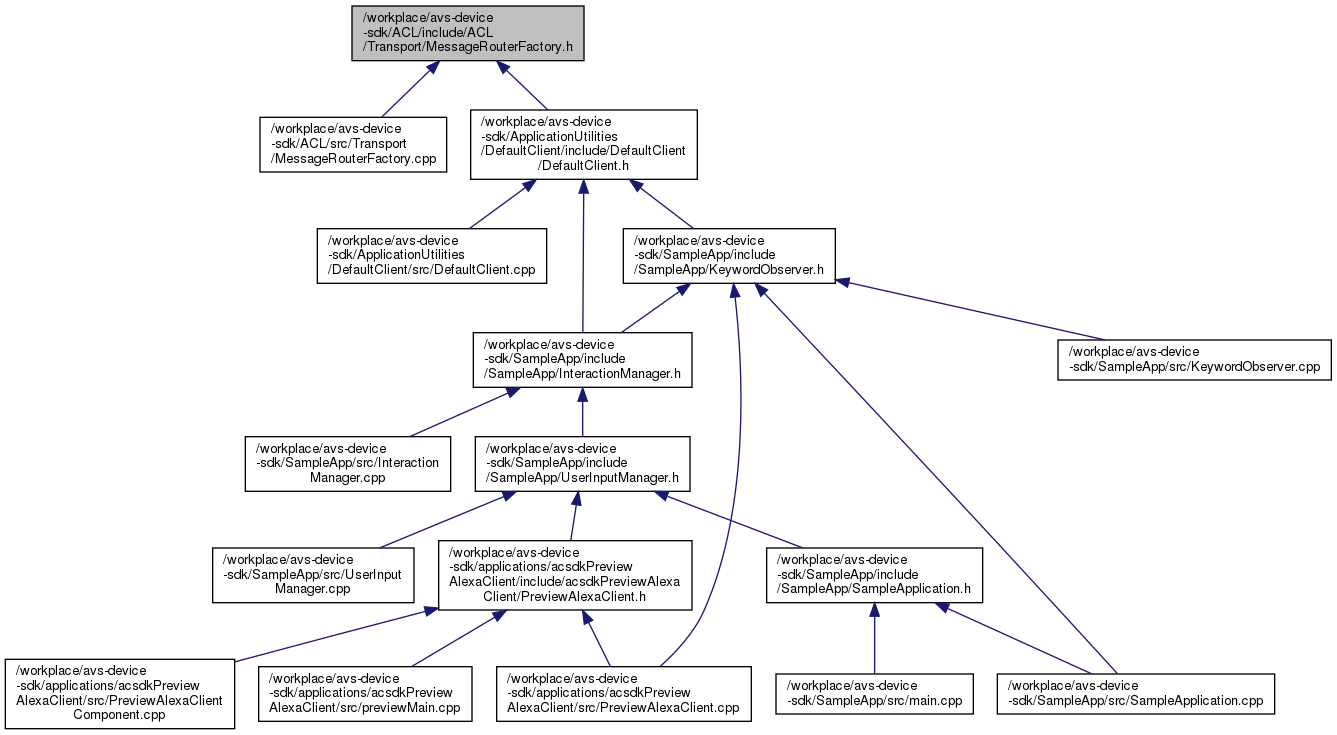 /workplace/avs-device
-sdk/ACL/include/ACL
/Transport/MessageRouterFactory.h
/workplace/avs-device
-sdk/ACL/src/Transport
/MessageRouterFactory.cpp
/workplace/avs-device
-sdk/ApplicationUtilities
/DefaultClient/include/DefaultClient
/DefaultClient.h
/workplace/avs-device
-sdk/ApplicationUtilities
/DefaultClient/src/DefaultClient.cpp
/workplace/avs-device
-sdk/SampleApp/include
/SampleApp/KeywordObserver.h
/workplace/avs-device
-sdk/SampleApp/include
/SampleApp/InteractionManager.h
/workplace/avs-device
-sdk/SampleApp/src/KeywordObserver.cpp
/workplace/avs-device
-sdk/SampleApp/src/Interaction
Manager.cpp
/workplace/avs-device
-sdk/SampleApp/include
/SampleApp/UserInputManager.h
/workplace/avs-device
-sdk/SampleApp/src/UserInput
Manager.cpp
/workplace/avs-device
-sdk/applications/acsdkPreview
AlexaClient/include/acsdkPreviewAlexa
Client/PreviewAlexaClient.h
/workplace/avs-device
-sdk/SampleApp/include
/SampleApp/SampleApplication.h
/workplace/avs-device
-sdk/applications/acsdkPreview
AlexaClient/src/PreviewAlexaClient
Component.cpp
/workplace/avs-device
-sdk/applications/acsdkPreview
AlexaClient/src/previewMain.cpp
/workplace/avs-device
-sdk/applications/acsdkPreview
AlexaClient/src/PreviewAlexaClient.cpp
/workplace/avs-device
-sdk/SampleApp/src/main.cpp
/workplace/avs-device
-sdk/SampleApp/src/SampleApplication.cpp